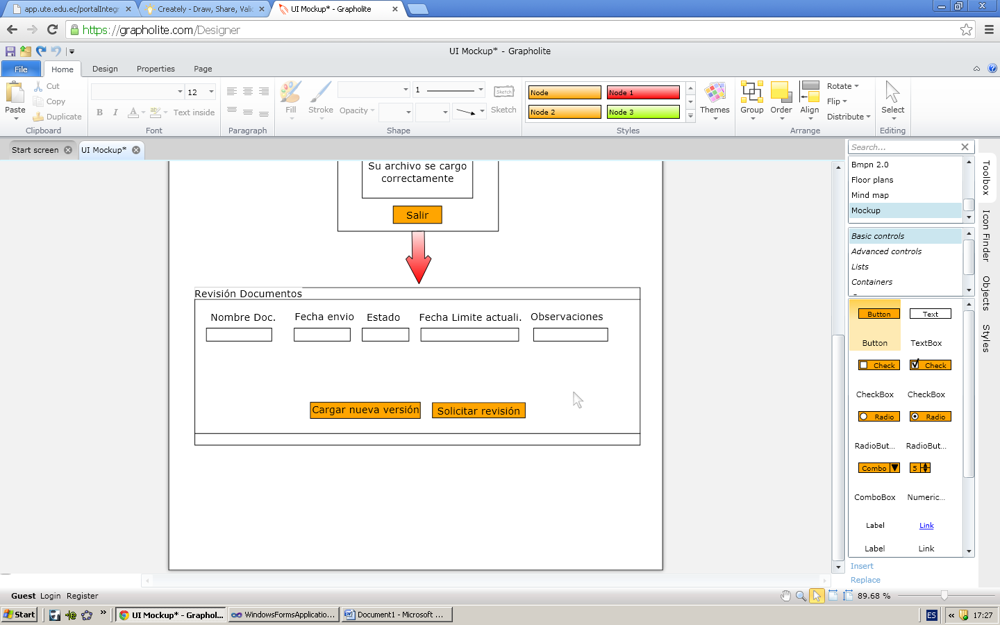 app.ute.edu.ec/portalIntegr
Creately - Draw, Share, Valid
UI Mockup* - Grapholite
https://grapholite.com/Designer
UI Mockup* - Grapholite
File
Home
Design
Properties
Page
Paste
Cut
Copy
Duplicate
Clipboard
12
B
I
A
ab
Text inside
Font
Paragraph
Fill
Stroke
1
Opacity
Sketch
Sketch
Shape
Node
Node 1
Node 2
Node 3
Styles
Themes
Group
Order
Align
Rotate
Flip
Distribute
Arrange
Select
Editing
Start screen
UI Mockup*
Su archivo se cargo
correctamente
Salir
Revisión Documentos
Nombre Doc.
Fecha envio
Estado
Fecha Limite actuali.
Observaciones
Cargar nueva versión
Solicitar revisión
Search...
Bmpn 2.0
Floor plans
Mind map
Mockup
Basic controls
Advanced controls
Lists
Containers
Button
Text
Button
TextBox
Check
Check
CheckBox
CheckBox
Radio
Radio
RadioBut...
RadioBut...
Combo
5
ComboBox
Numeric...
Label
Link
Label
Link
Insert
Replace
Toolbox
Icon Finder
Objects
Styles
Guest
Login
Register
89.68 %
Start
UI Mockup* - Graphol...
WindowsFormsApplicatio...
Document1 - Microsoft ...
ES
17:27